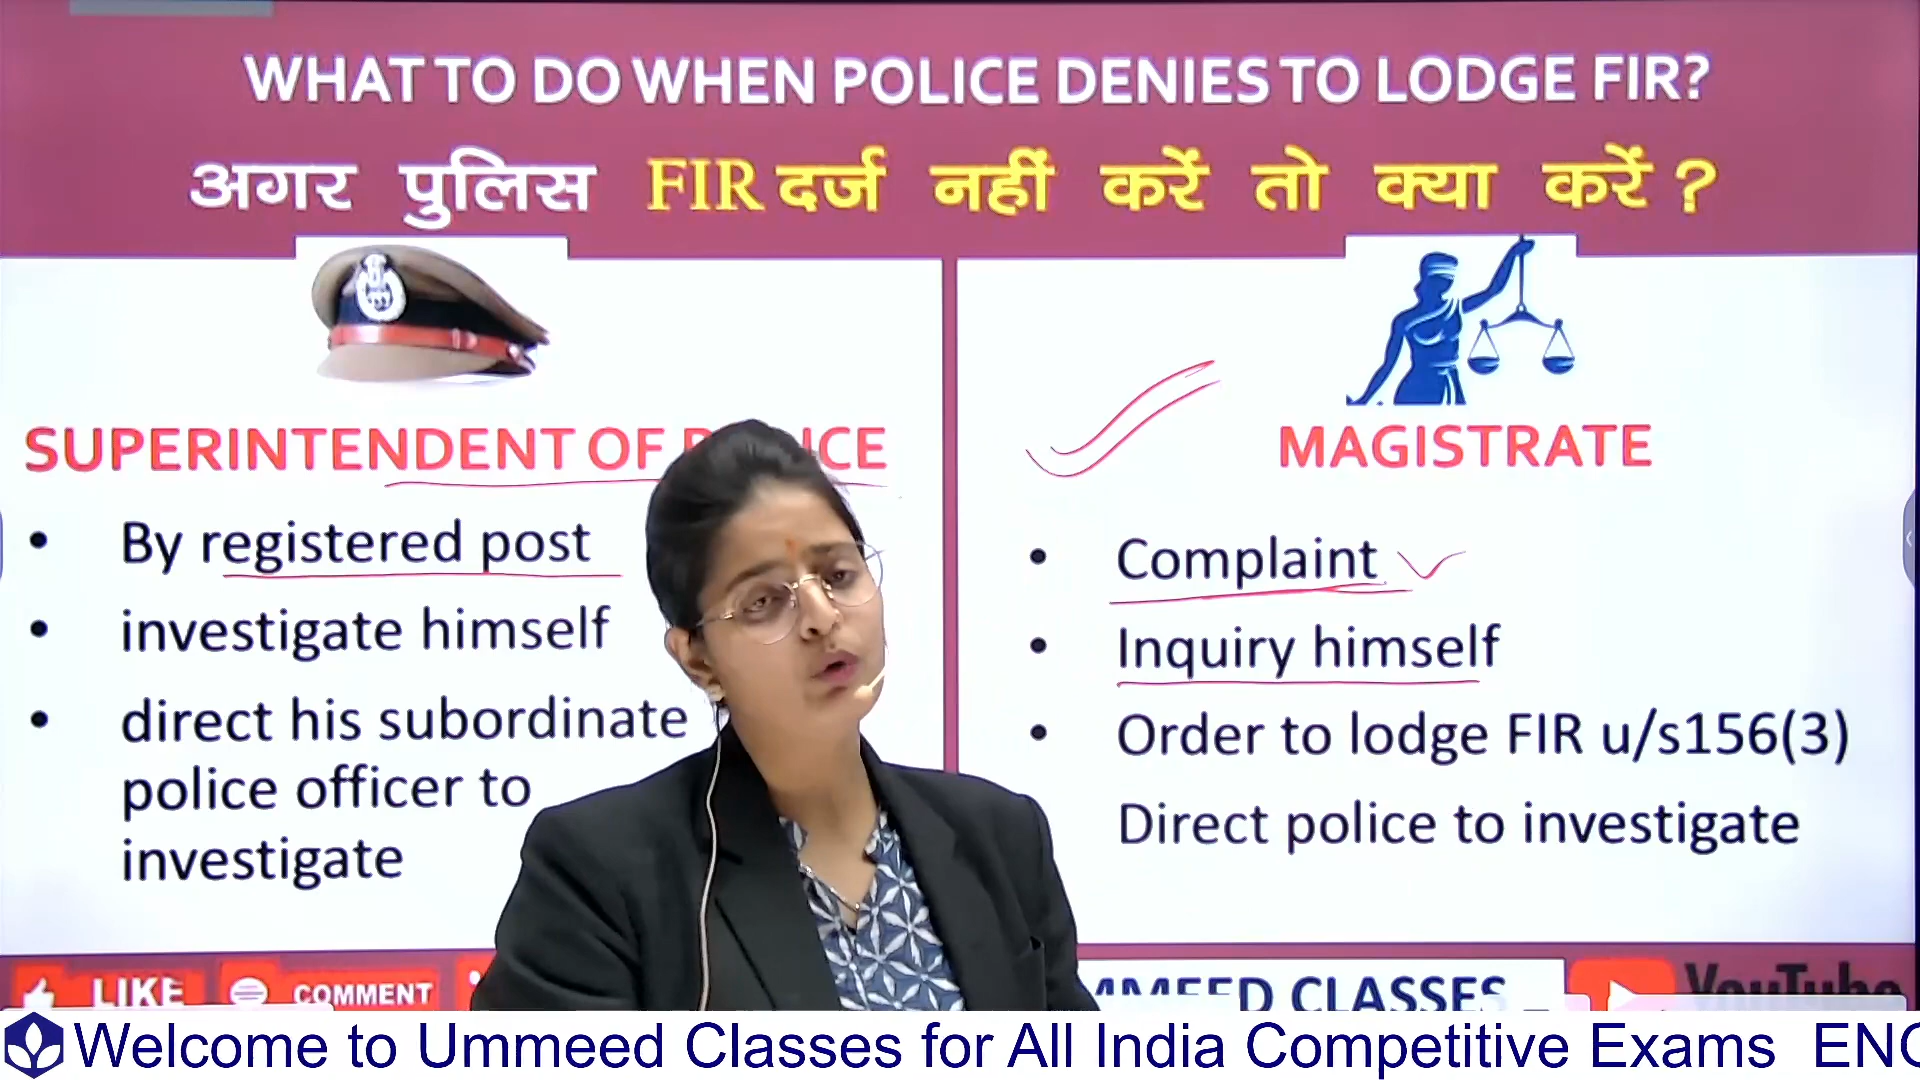 WHAT TO DO WHEN POLICE DENIES TO LODGE FIR?
अगर पुलिस FIR दर्ज नहीं करें तो क्या करें ?
SUPERINTENDENT OF
• By registered post
• investigate himself
• direct his subordinate
police officer to
investigate
MAGISTRATE
• Complaint
• Inquiry himself
• Order to lodge FIR u/s156(3)
Direct police to investigate
LIKE
COMMENT
CLASSES
YouTube
Welcome to Ummeed Classes for All India Competitive Exams